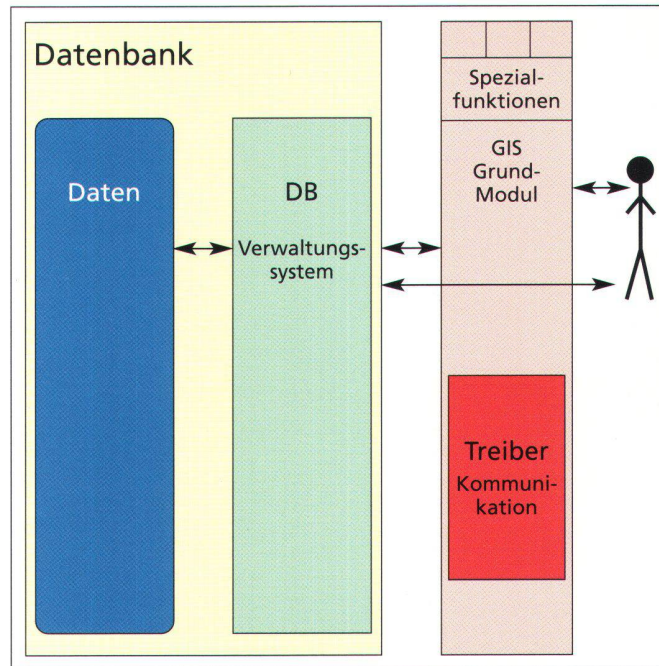 Datenbank
Daten
DB
Verwaltungs-
system
Spezial-
funktionen
GIS
Grund-
Modul
Treiber
Kommuni-
kation